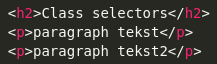 <h2>Class selectors</h2>
<p>paragraph tekst</p>
<p>paragraph tekst2</p>